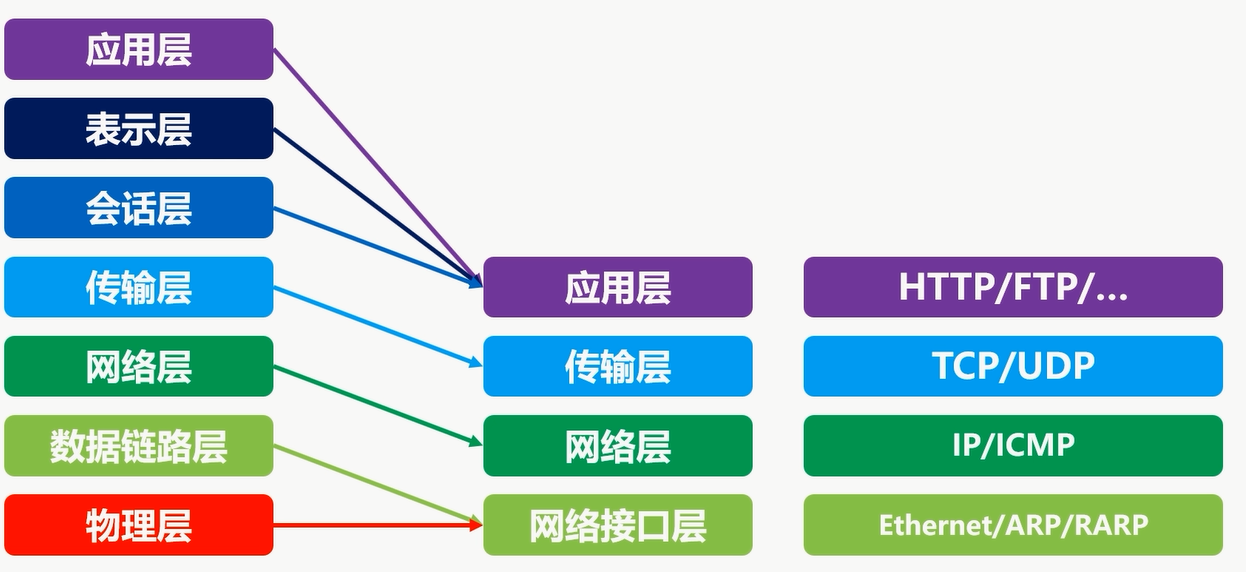 应用层
表示层
会话层
传输层
网络层
数据链路层
物理层
应用层
传输层
网络层
网络接口层
HTTP/FTP/...
TCP/UDP
IP/ICMP
Ethernet/ARP/RARP